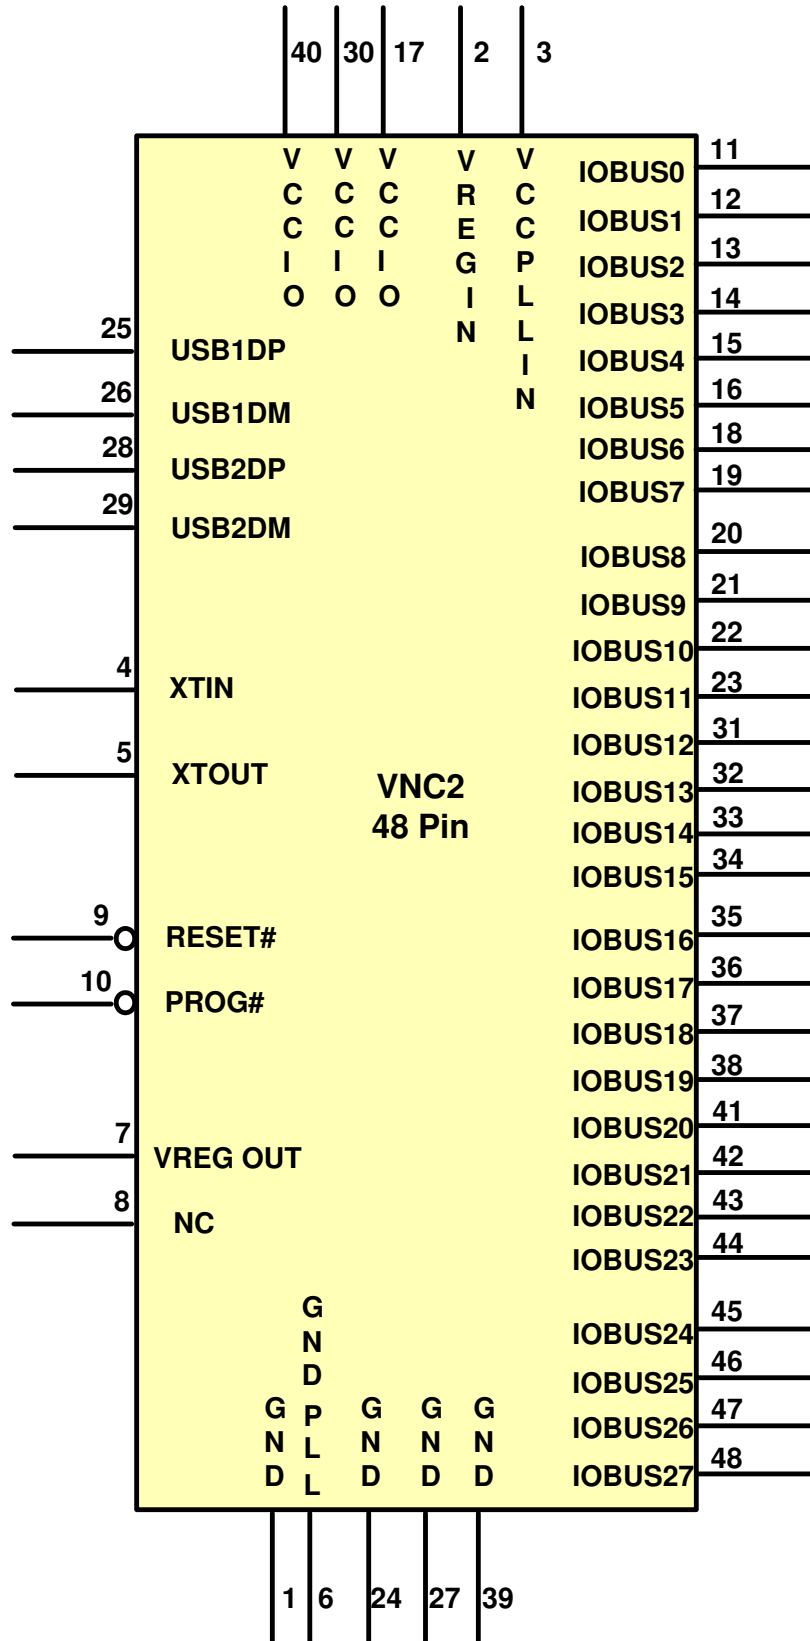 40 30 17 2 3
VCCIO VCCIO VCCIO VREGIN VCCPLLIN
25 USB1DP
26 USB1DM
28 USB2DP
29 USB2DM
4 XTIN
5 XTOUT
9 RESET#
10 PROG#
7 VREG OUT
8 NC
VNC2
48 Pin
IOBUS0 11
IOBUS1 12
IOBUS2 13
IOBUS3 14
IOBUS4 15
IOBUS5 16
IOBUS6 18
IOBUS7 19
IOBUS8 20
IOBUS9 21
IOBUS10 22
IOBUS11 23
IOBUS12 31
IOBUS13 32
IOBUS14 33
IOBUS15 34
IOBUS16 35
IOBUS17 36
IOBUS18 37
IOBUS19 38
IOBUS20 41
IOBUS21 42
IOBUS22 43
IOBUS23 44
IOBUS24 45
IOBUS25 46
IOBUS26 47
IOBUS27 48
GND GND PLL GND GND GND
1 6 24 27 39